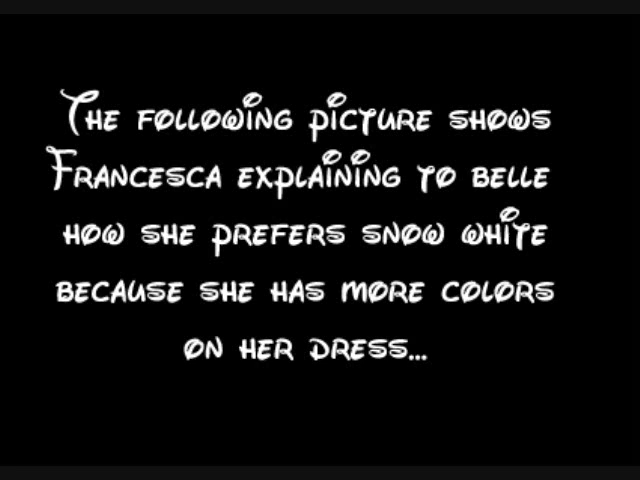 The following picture shows
Francesca explaining to belle
how she prefers snow white
because she has more colors
on her dress...